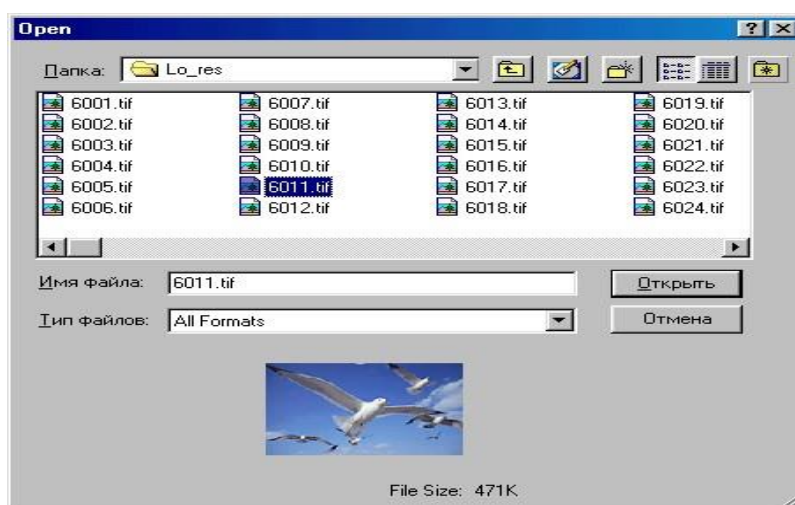 Open
Папка: Lo_res
6001.tif 6007.tif 6013.tif 6019.tif
6002.tif 6008.tif 6014.tif 6020.tif
6003.tif 6009.tif 6015.tif 6021.tif
6004.tif 6010.tif 6016.tif 6022.tif
6005.tif 6011.tif 6017.tif 6023.tif
6006.tif 6012.tif 6018.tif 6024.tif
Имя файла: 6011.tif Открыть
Тип файлов: All Formats Отмена
File Size: 471K